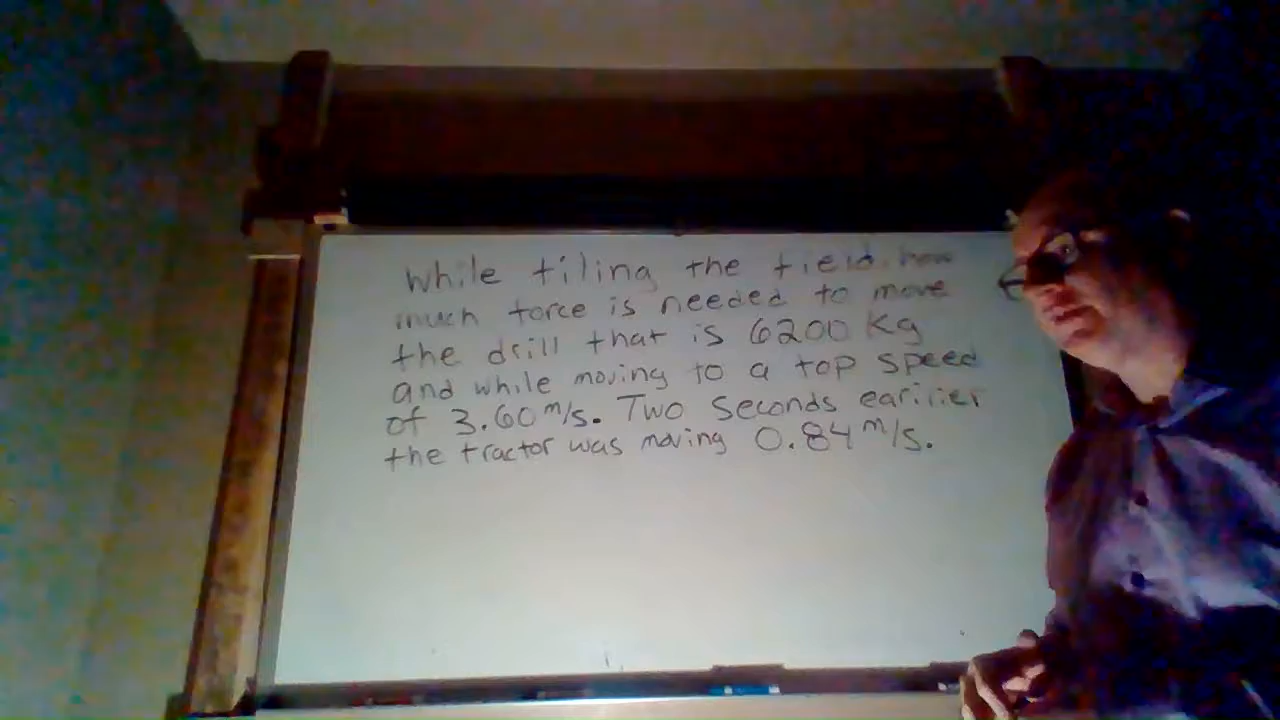 While tiling the field, how
much force is needed to move
the drill that is 6200 Kg
and while moving to a top speed
of 3.60 m/s. Two seconds earilier
the tractor was moving 0.84 m/s.